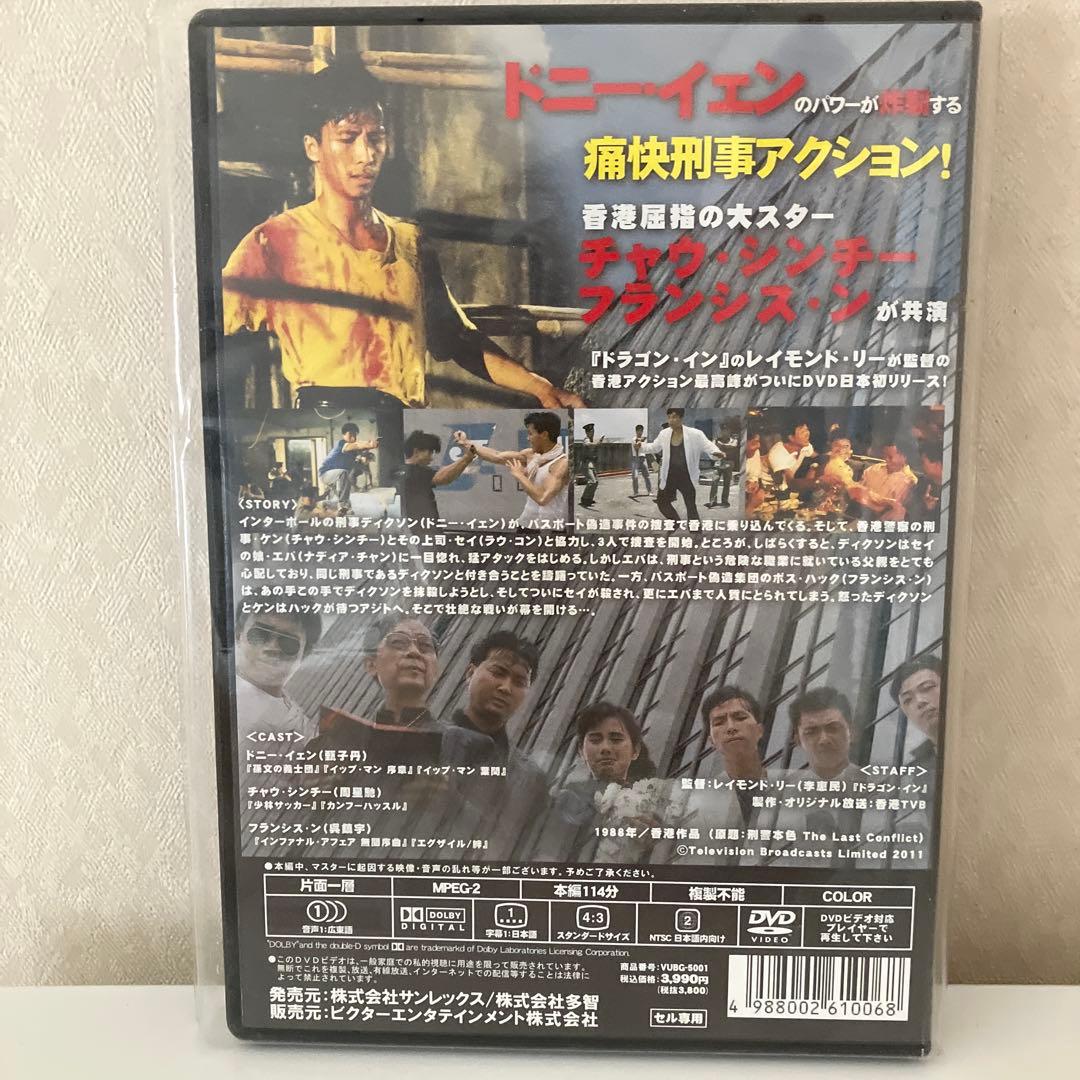 ドニー・イェンのパワーが炸裂する
痛快刑事アクション!
香港屈指の大スター
チャウ・シンチー
フランシス・ンが共演
『ドラゴン・イン』のレイモンド・リーが監督の
香港アクション最高峰がついにDVD日本初リリース!
〈STORY〉
インターポールの刑事ディクソン(ドニー・イェン)が、パスポート偽造事件の捜査で香港に乗り込んでくる。そして、香港警察の刑
事・ケン(チャウ・シンチー)とその上司・セイ(ラウ・コン)と協力し、3人で捜査を開始。ところが、しばらくすると、ディクソンはセイ
の娘・エバ(ナディア・チャン)に一目惚れ、猛アタックをはじめる。しかしエバは、刑事という危険な職業に就いている父親をとても
心配しており、同じ刑事であるディクソンと付き合うことを躊躇っていた。一方、パスポート偽造集団のボス・ハック(フランシス・ン)
は、あの手この手でディクソンを抹殺しようとし、そしてついにセイが殺され、更にエバまで人質にとられてしまう。怒ったディクソン
とケンはハックが待つアジトへ。そこで壮絶な戦いが幕を開ける…。
〈CAST〉
ドニー・イェン(甄子丹)
『孫文の義士団』『イップ・マン 序章』『イップ・マン 葉問』
チャウ・シンチー(周星馳)
『少林サッカー』『カンフーハッスル』
フランシス・ン(呉鎮宇)
『インファナル・アフェア 無間序曲』『エグザイル/絆』
〈STAFF〉
監督:レイモンド・リー(李惠民)『ドラゴン・イン』
製作・オリジナル放送:香港TVB
1988年/香港作品 (原題:刑警本色 The Last Conflict)
©Television Broadcasts Limited 2011
●本編中、マスターに起因する映像・音声の乱れ等が一部ございます。予めご了承ください。
片面一層 MPEG-2 本編114分 複製不能 COLOR
1 音声1:広東語
DOLBY DIGITAL
1 字幕1:日本語
4:3 スタンダードサイズ
2 NTSC 日本語内向け
DVD VIDEO
DVDビデオ対応
プレイヤーで
再生して下さい
"DOLBY"and the double-D symbol are trademarkd of Dolby Laboratories Licensing Corporation.
●このDVDビデオは、一般家庭での私的視聴に用途を限って販売されています。
無断でこれを複製、放送、有線放送、インターネットでの配信等することは法律に
よって禁止されています。
商品番号:VUBG-5001
税込価格:3,990円
(税抜3,800)
発売元:株式会社サンレックス/株式会社多智
販売元:ビクターエンタテインメント株式会社
セル専用
4 988002 610068